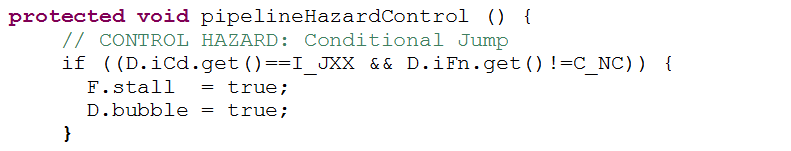 protected void pipelineHazardControl () {
// CONTROL HAZARD: Conditional Jump
if ((D.iCd.get()==I_JXX && D.iFn.get()!=C_NC)) {
F.stall  = true;
D.bubble = true;
}